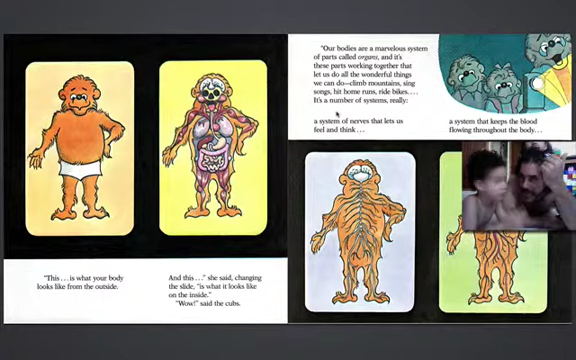 "This . . . is what your body
looks like from the outside.
And this . . ." she said, changing
the slide, "is what it looks like
on the inside."
"Wow!" said the cubs.
"Our bodies are a marvelous system
of parts called organs, and it's
these parts working together that
let us do all the wonderful things
we can do—climb mountains, sing
songs, hit home runs, ride bikes. . . .
It's a number of systems, really:
a system of nerves that lets us
feel and think . . .
a system that keeps the blood
flowing throughout the body. . .